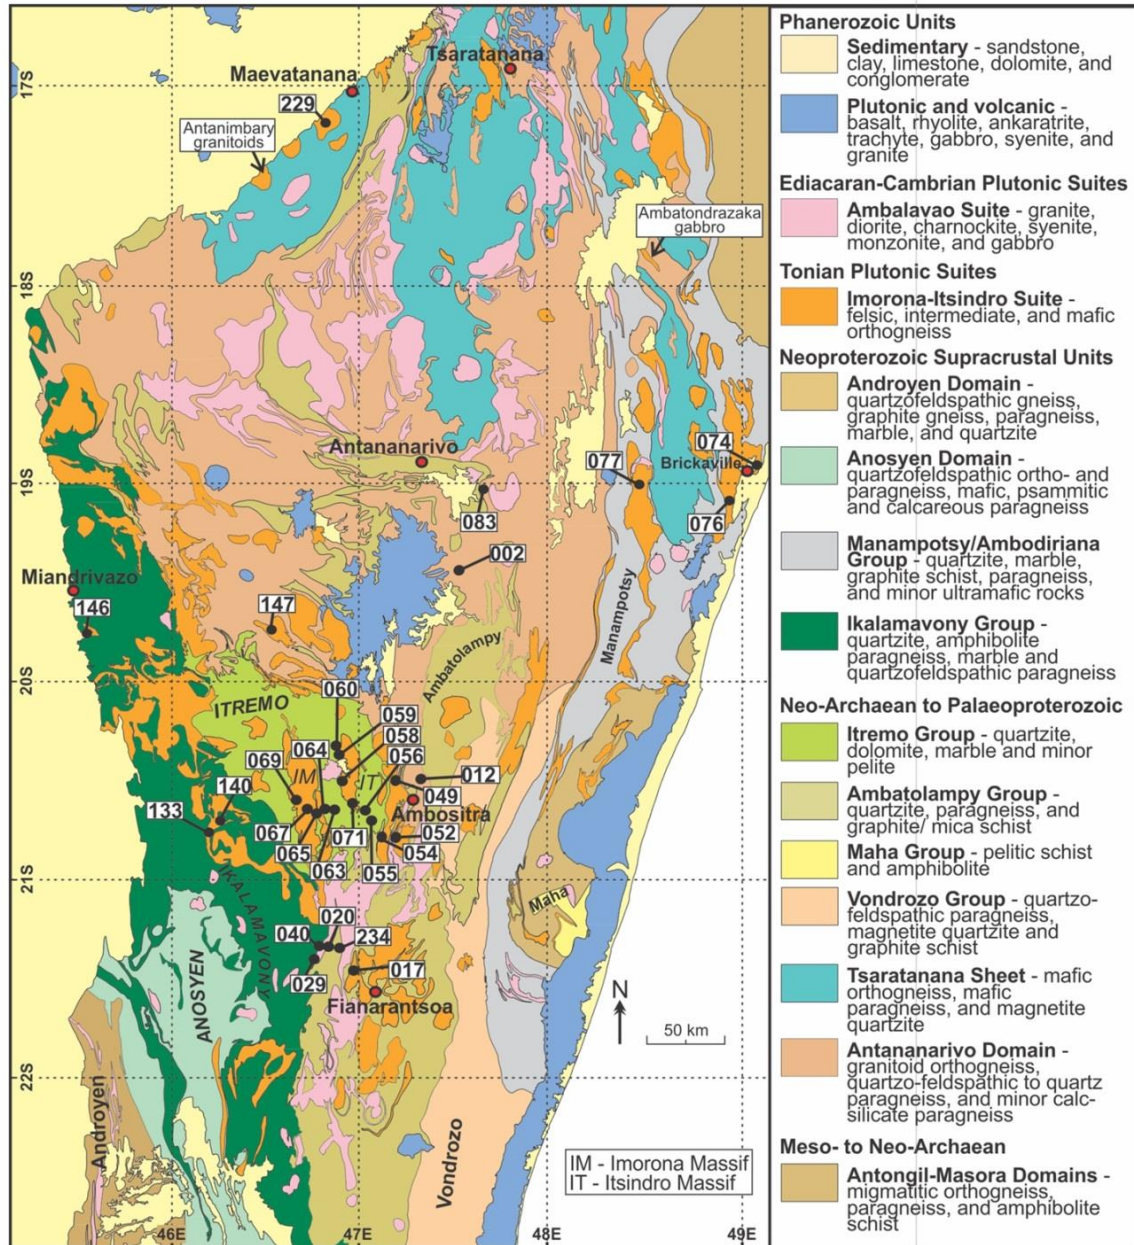 Tsaratanana
Maevatanana
17S
229
Antanimbary
granitoids
Ambatondrazaka
gabbro
18S
Antananarivo
074
Brickaville
077
19S
083
076
002
Miandrivazo
146
147
Manampotsy
Ambatolampy
20S
060
ITREMO
059
058
064
056
069
IM
IT
012
140
049
133
Ambositra
067
071
052
065
054
063
055
21S
IKALAMAVONY
Maha
020
040
234
ANOSYEN
017
029
Fianarantsoa
N
50 km
22S
Androyen
Vondrozo
IM - Imorona Massif
IT - Itsindro Massif
46E
47E
48E
49E
Phanerozoic Units
Sedimentary - sandstone,
clay, limestone, dolomite, and
conglomerate
Plutonic and volcanic -
basalt, rhyolite, ankaratrite,
trachyte, gabbro, syenite, and
granite
Ediacaran-Cambrian Plutonic Suites
Ambalavao Suite - granite,
diorite, charnockite, syenite,
monzonite, and gabbro
Tonian Plutonic Suites
Imorona-Itsindro Suite -
felsic, intermediate, and mafic
orthogneiss
Neoproterozoic Supracrustal Units
Androyen Domain -
quartzofeldspathic gneiss,
graphite gneiss, paragneiss,
marble, and quartzite
Anosyen Domain -
quartzofeldspathic ortho- and
paragneiss, mafic, psammitic
and calcareous paragneiss
Manampotsy/Ambodiriana
Group - quartzite, marble,
graphite schist, paragneiss,
and minor ultramafic rocks
Ikalamavony Group -
quartzite, amphibolite
paragneiss, marble and
quartzofeldspathic paragneiss
Neo-Archaean to Palaeoproterozoic
Itremo Group - quartzite,
dolomite, marble and minor
pelite
Ambatolampy Group -
quartzite, paragneiss, and
graphite/ mica schist
Maha Group - pelitic schist
and amphibolite
Vondrozo Group - quartzo-
feldspathic paragneiss,
magnetite quartzite and
graphite schist
Tsaratanana Sheet - mafic
orthogneiss, mafic
paragneiss, and magnetite
quartzite
Antananarivo Domain -
granitoid orthogneiss,
quartzo-feldspathic to quartz
paragneiss, and minor calc-
silicate paragneiss
Meso- to Neo-Archaean
Antongil-Masora Domains -
migmatitic orthogneiss,
paragneiss, and amphibolite
schist